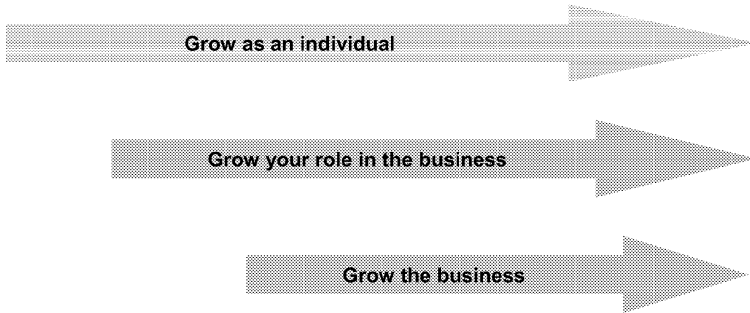 Grow as an individual
Grow your role in the business
Grow the business